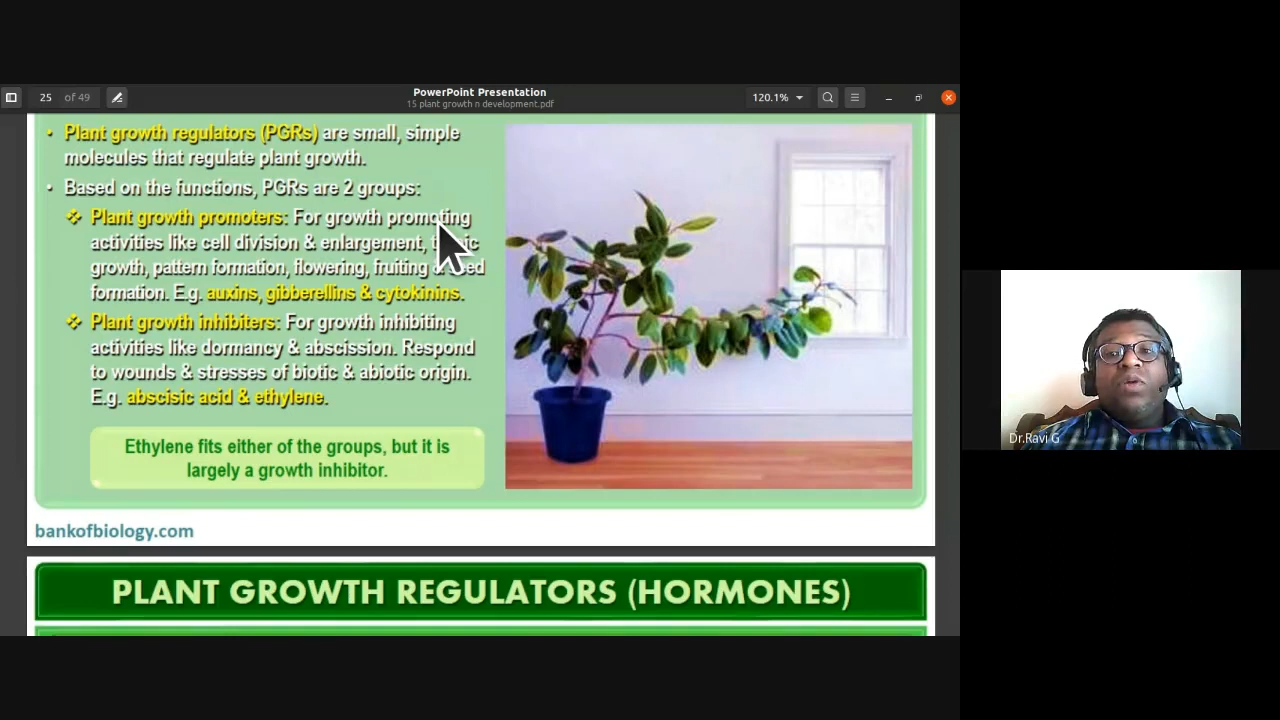 25 of 49
PowerPoint Presentation
15 plant growth n development.pdf
120.1%
• Plant growth regulators (PGRs) are small, simple
molecules that regulate plant growth.
• Based on the functions, PGRs are 2 groups:
❖ Plant growth promoters: For growth promoting
activities like cell division & enlargement,
growth, pattern formation, flowering, fruiting
formation. E.g. auxins, gibberellins & cytokinins.
❖ Plant growth inhibiters: For growth inhibiting
activities like dormancy & abscission. Respond
to wounds & stresses of biotic & abiotic origin.
E.g. abscisic acid & ethylene.
Ethylene fits either of the groups, but it is
largely a growth inhibitor.
bankofbiology.com
PLANT GROWTH REGULATORS (HORMONES)
Dr.Ravi G